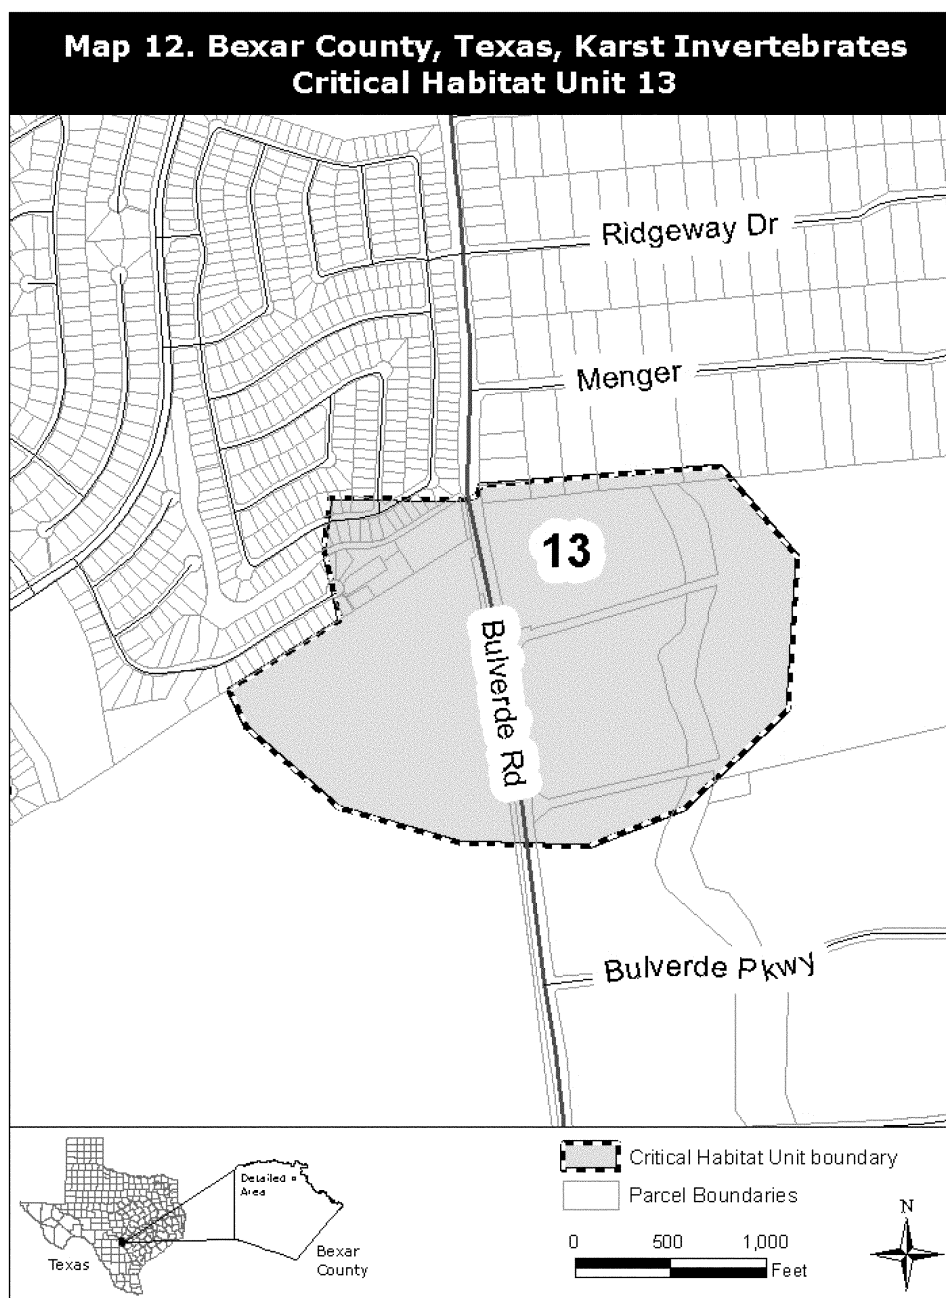 Map 12. Bexar County, Texas, Karst Invertebrates
Critical Habitat Unit 13
Ridgeway Dr
Menger
13
Bulverde Rd
Bulverde Pkwy
Critical Habitat Unit boundary
Parcel Boundaries
0 500 1,000
Feet
N
Detailed
Area
Texas
Bexar
County